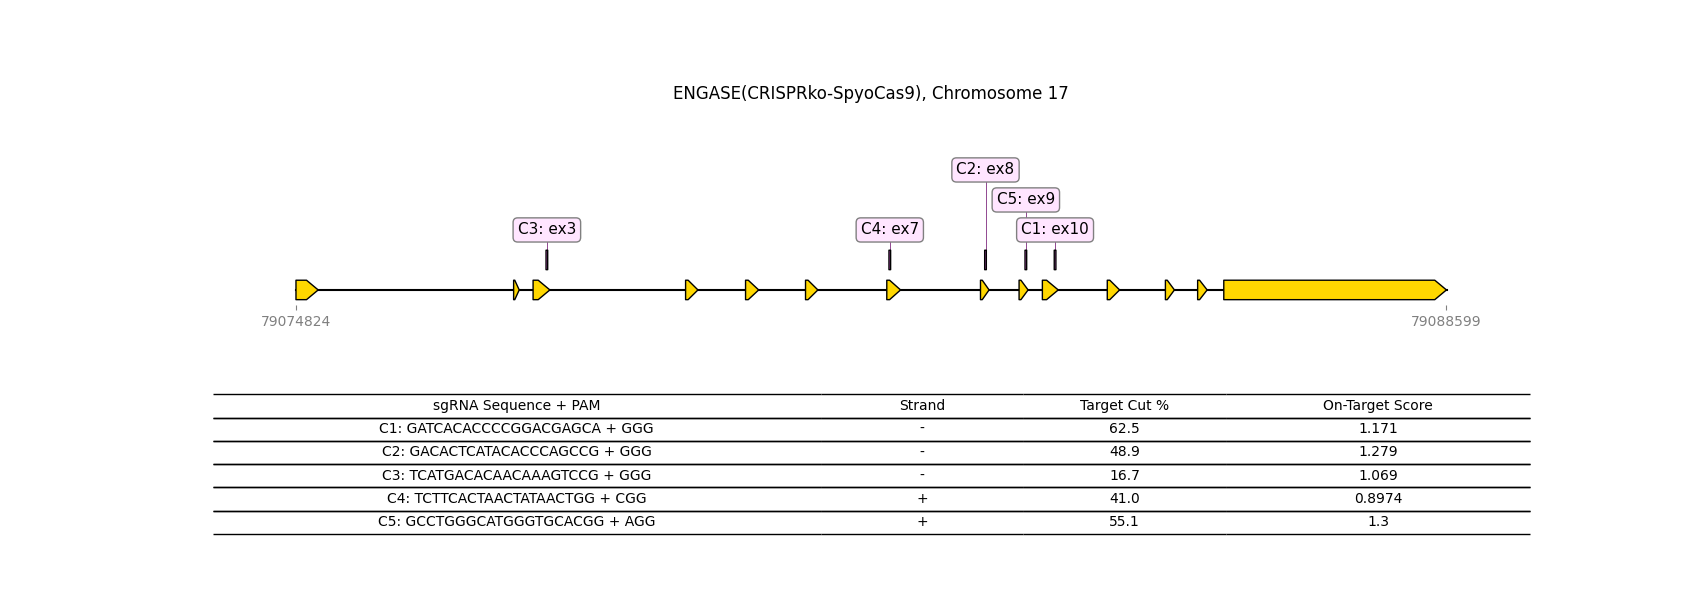 ENGASE(CRISPRko-SpyoCas9), Chromosome 17
C2: ex8
C5: ex9
C3: ex3 C4: ex7 C1: ex10
79074824 79088599
sgRNA Sequence + PAM Strand Target Cut % On-Target Score
C1: GATCACACCCCGGACGAGCA + GGG - 62.5 1.171
C2: GACACTCATACACCCAGCCG + GGG - 48.9 1.279
C3: TCATGACACAACAAAGTCCG + GGG - 16.7 1.069
C4: TCTTCACTAACTATAACTGG + CGG + 41.0 0.8974
C5: GCCTGGGCATGGGTGCACGG + AGG + 55.1 1.3